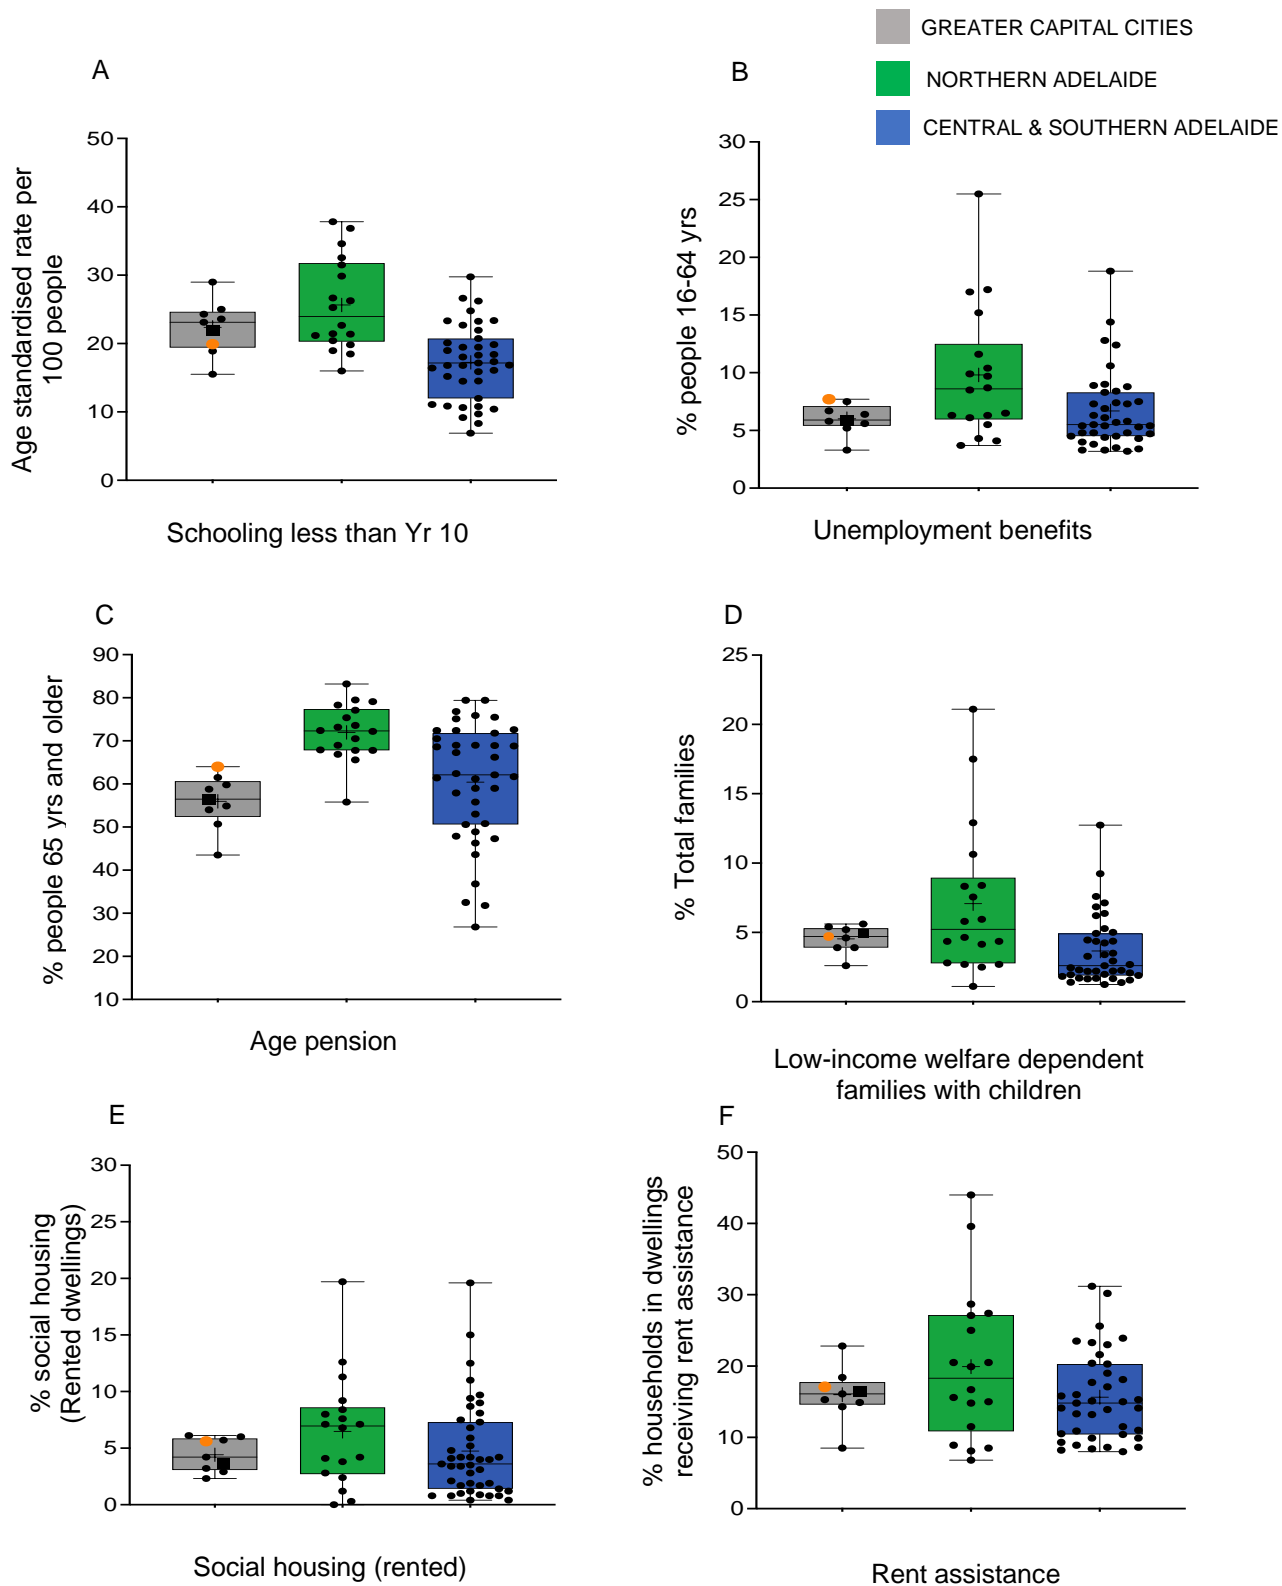 GREATER CAPITAL CITIES
NORTHERN ADELAIDE
CENTRAL & SOUTHERN ADELAIDE
A
Age standardised rate per
100 people
50
40
30
20
10
0
Schooling less than Yr 10
B
% people 16-64 yrs
30
25
20
15
10
5
0
Unemployment benefits
C
% people 65 yrs and older
90
80
70
60
50
40
30
20
10
Age pension
D
% Total families
25
20
15
10
5
0
Low-income welfare dependent
families with children
E
% social housing
(Rented dwellings)
30
25
20
15
10
5
0
Social housing (rented)
F
% households in dwellings
receiving rent assistance
50
40
30
20
10
0
Rent assistance